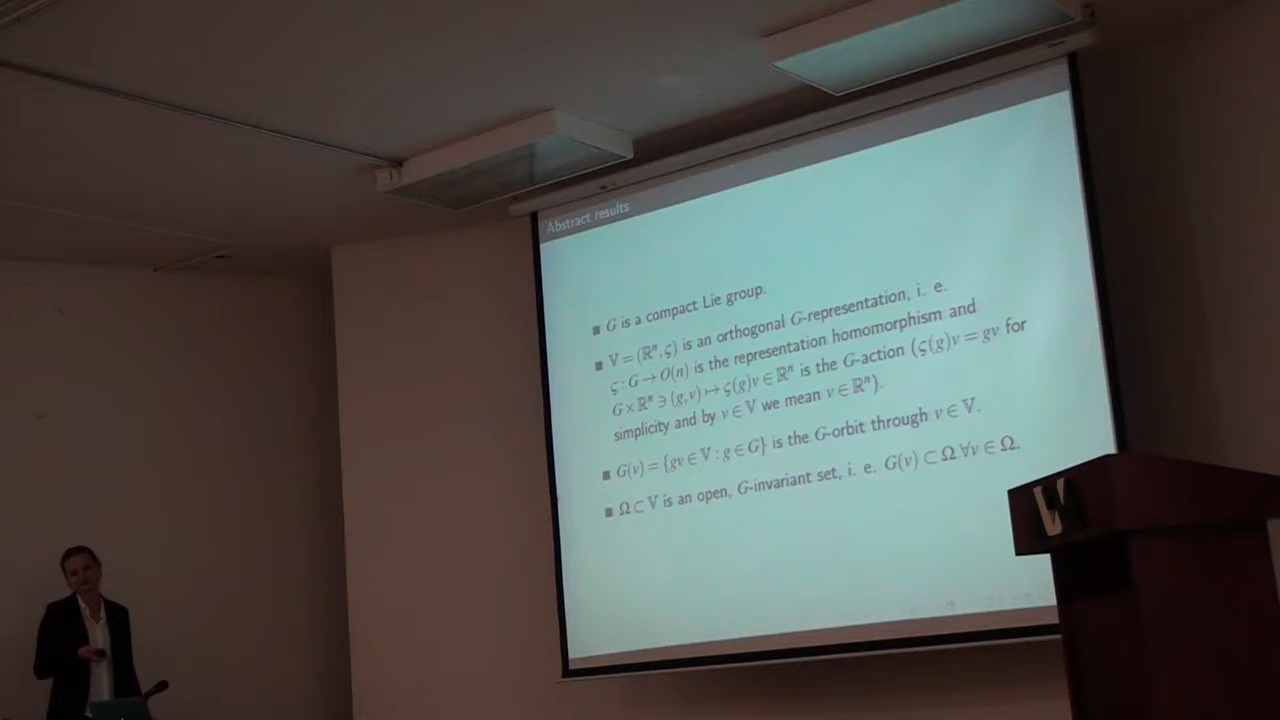 Abstract results
■ G is a compact Lie group.
■ 𝕍 = (ℝⁿ, ς) is an orthogonal G-representation, i. e.
ς : G → O(n) is the representation homomorphism and
G × ℝⁿ ∋ (g, v) ↦ ς(g)v ∈ ℝⁿ is the G-action (ς(g)v = gv for
simplicity and by v ∈ 𝕍 we mean v ∈ ℝⁿ).
■ G(v) = {gv ∈ 𝕍 : g ∈ G} is the G-orbit through v ∈ 𝕍.
■ Ω ⊂ 𝕍 is an open, G-invariant set, i. e. G(v) ⊂ Ω ∀v ∈ Ω.